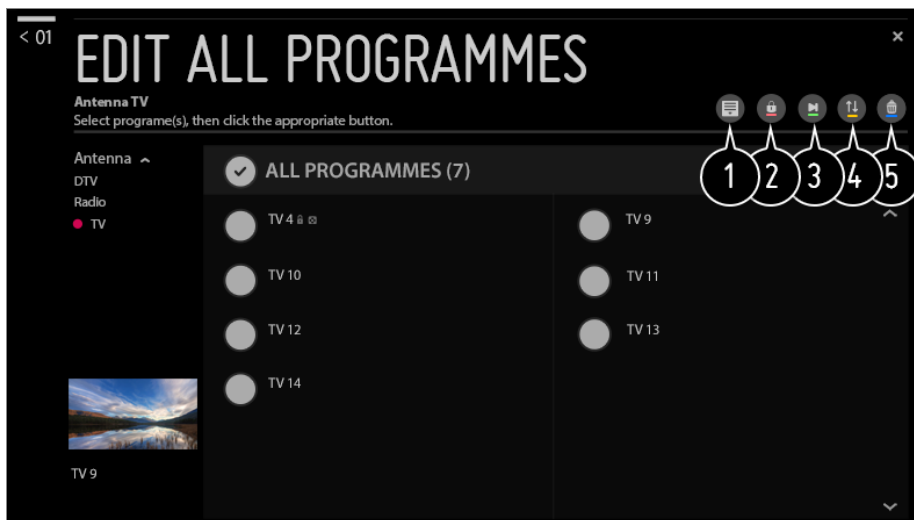 < 01
EDIT ALL PROGRAMMES
×
Antenna TV
Select programe(s), then click the appropriate button.
1 2 3 4 5
Antenna
DTV
Radio
TV
ALL PROGRAMMES (7)
TV 4
TV 9
TV 10
TV 11
TV 12
TV 13
TV 14
TV 9